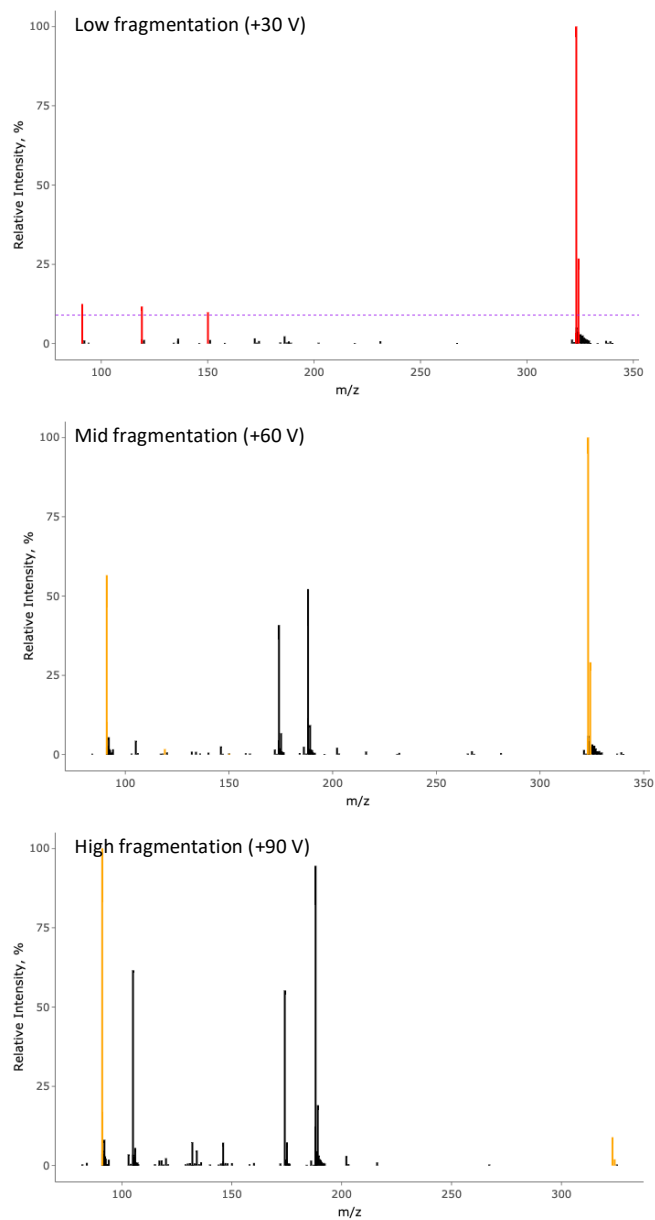 Low fragmentation (+30 V)
100
75
50
25
0
Relative Intensity, %
100 150 200 250 300 350
m/z
Mid fragmentation (+60 V)
100
75
50
25
0
Relative Intensity, %
100 150 200 250 300 350
m/z
High fragmentation (+90 V)
100
75
50
25
0
Relative Intensity, %
100 150 200 250 300
m/z